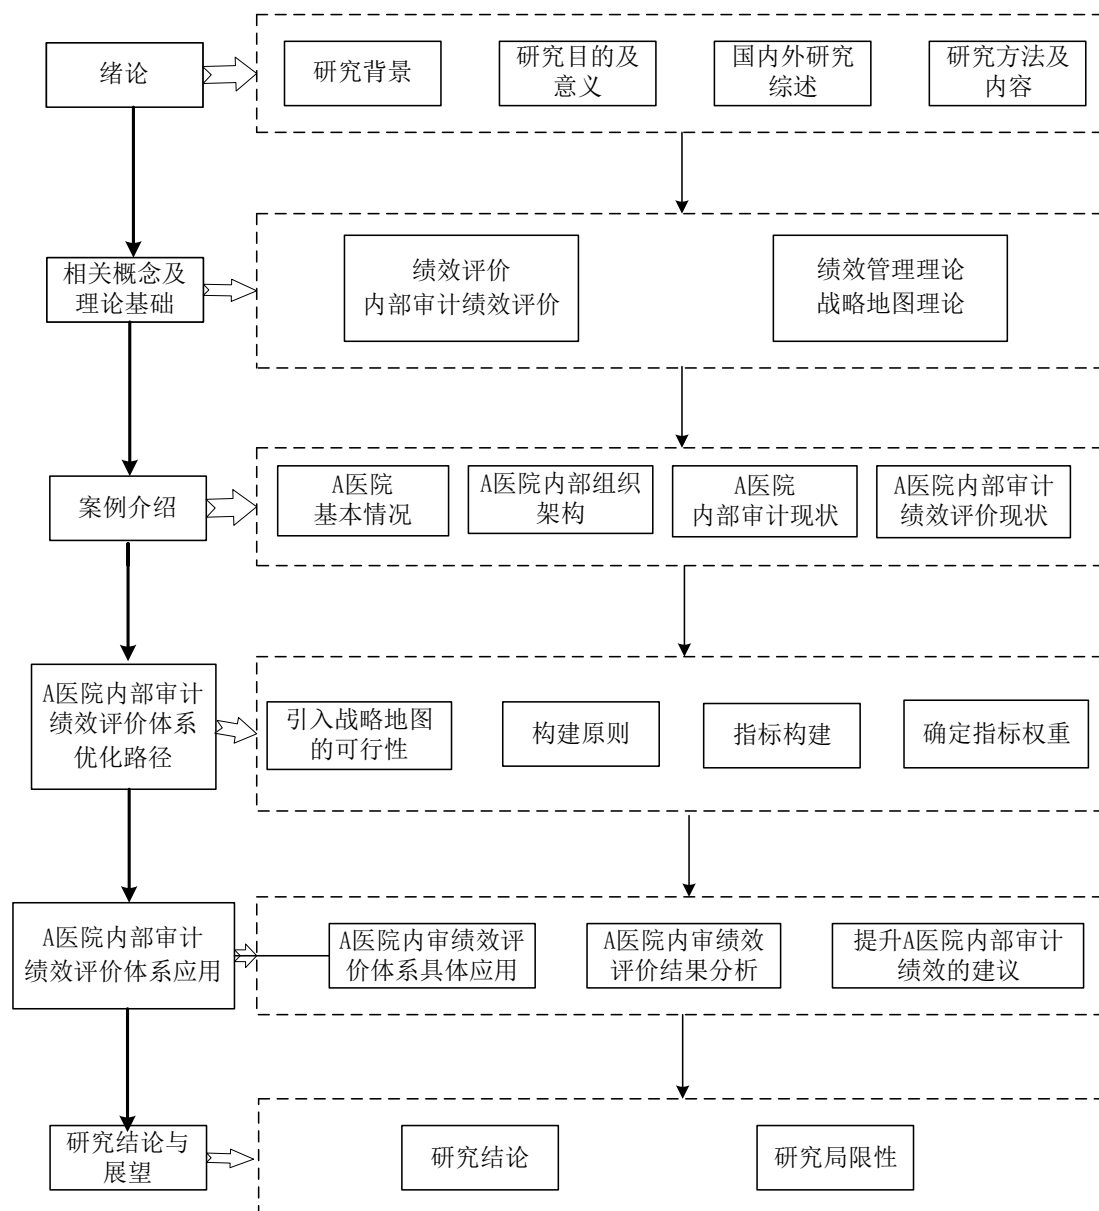 绪论
研究背景
研究目的及
意义
国内外研究
综述
研究方法及
内容
相关概念及
理论基础
绩效评价
内部审计绩效评价
绩效管理理论
战略地图理论
案例介绍
A医院
基本情况
A医院内部组织
架构
A医院
内部审计现状
A医院内部审计
绩效评价现状
A医院内部审计
绩效评价体系
优化路径
引入战略地图
的可行性
构建原则
指标构建
确定指标权重
A医院内部审计
绩效评价体系应用
A医院内审绩效评
价体系具体应用
A医院内审绩效
评价结果分析
提升A医院内部审计
绩效的建议
研究结论与
展望
研究结论
研究局限性